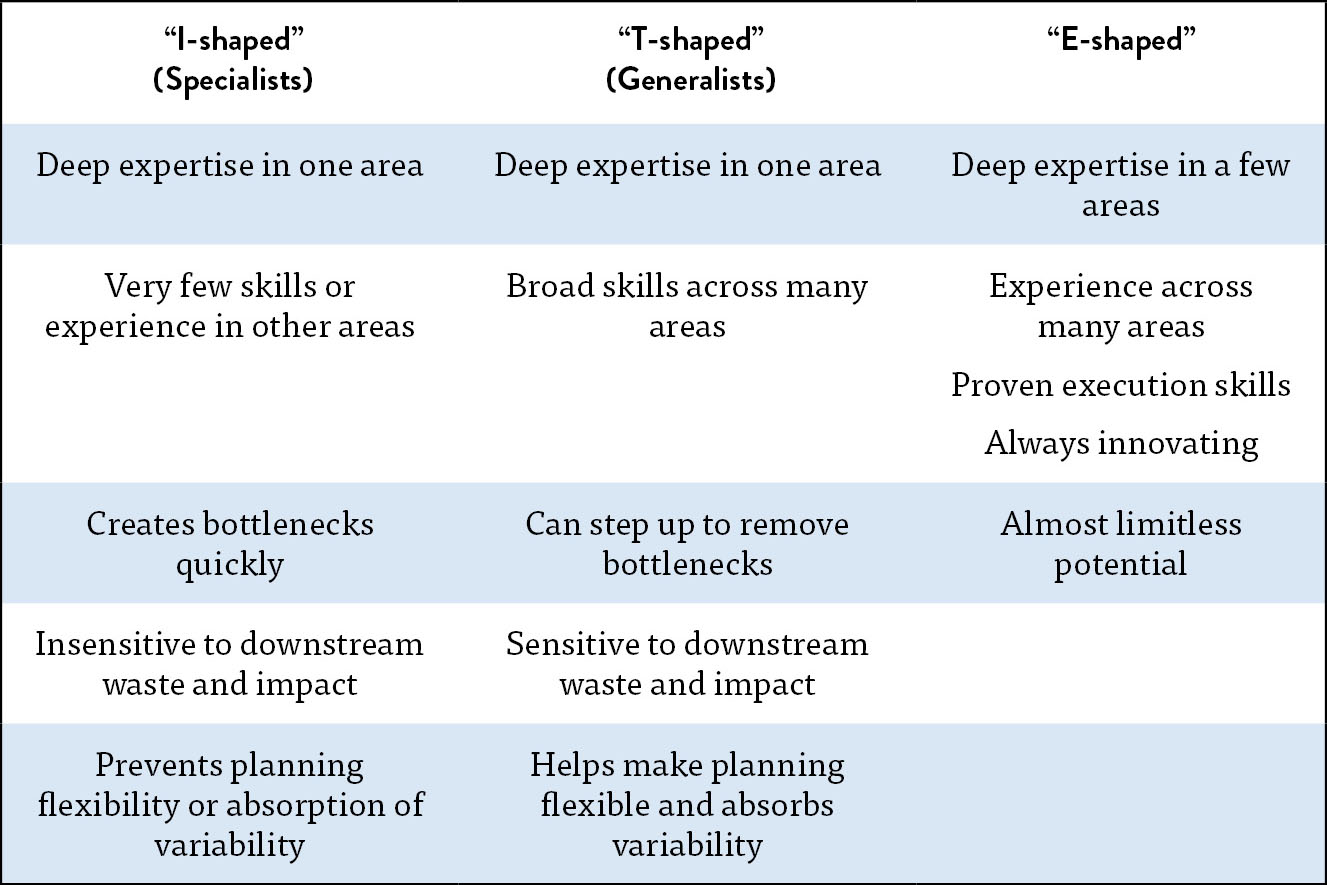 “I-shaped”
(Specialists)
“T-shaped”
(Generalists)
“E-shaped”
Deep expertise in one area
Deep expertise in one area
Deep expertise in a few
areas
Very few skills or
experience in other areas
Broad skills across many
areas
Experience across
many areas
Proven execution skills
Always innovating
Creates bottlenecks
quickly
Can step up to remove
bottlenecks
Almost limitless
potential
Insensitive to downstream
waste and impact
Sensitive to downstream
waste and impact
Prevents planning
flexibility or absorption of
variability
Helps make planning
flexible and absorbs
variability